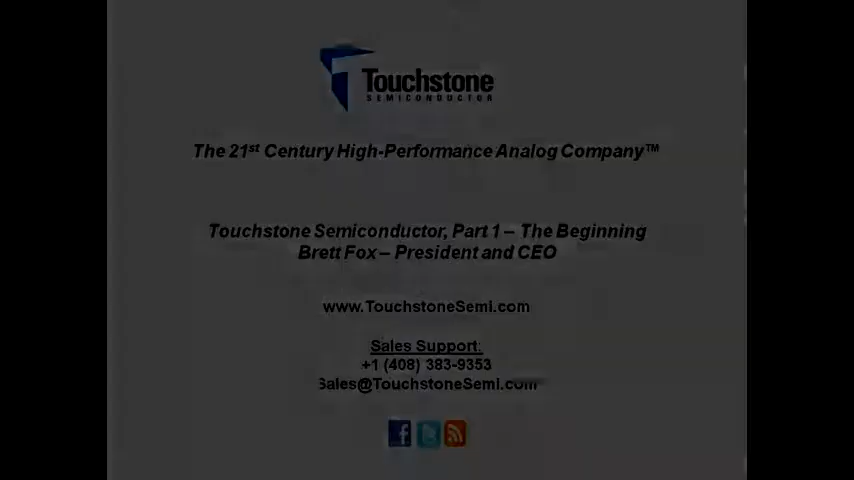 Touchstone
SEMICONDUCTOR
The 21st Century High-Performance Analog Company™
Touchstone Semiconductor, Part 1 – The Beginning
Brett Fox – President and CEO
www.TouchstoneSemi.com
Sales Support:
+1 (408) 383-9353
Sales@TouchstoneSemi.com